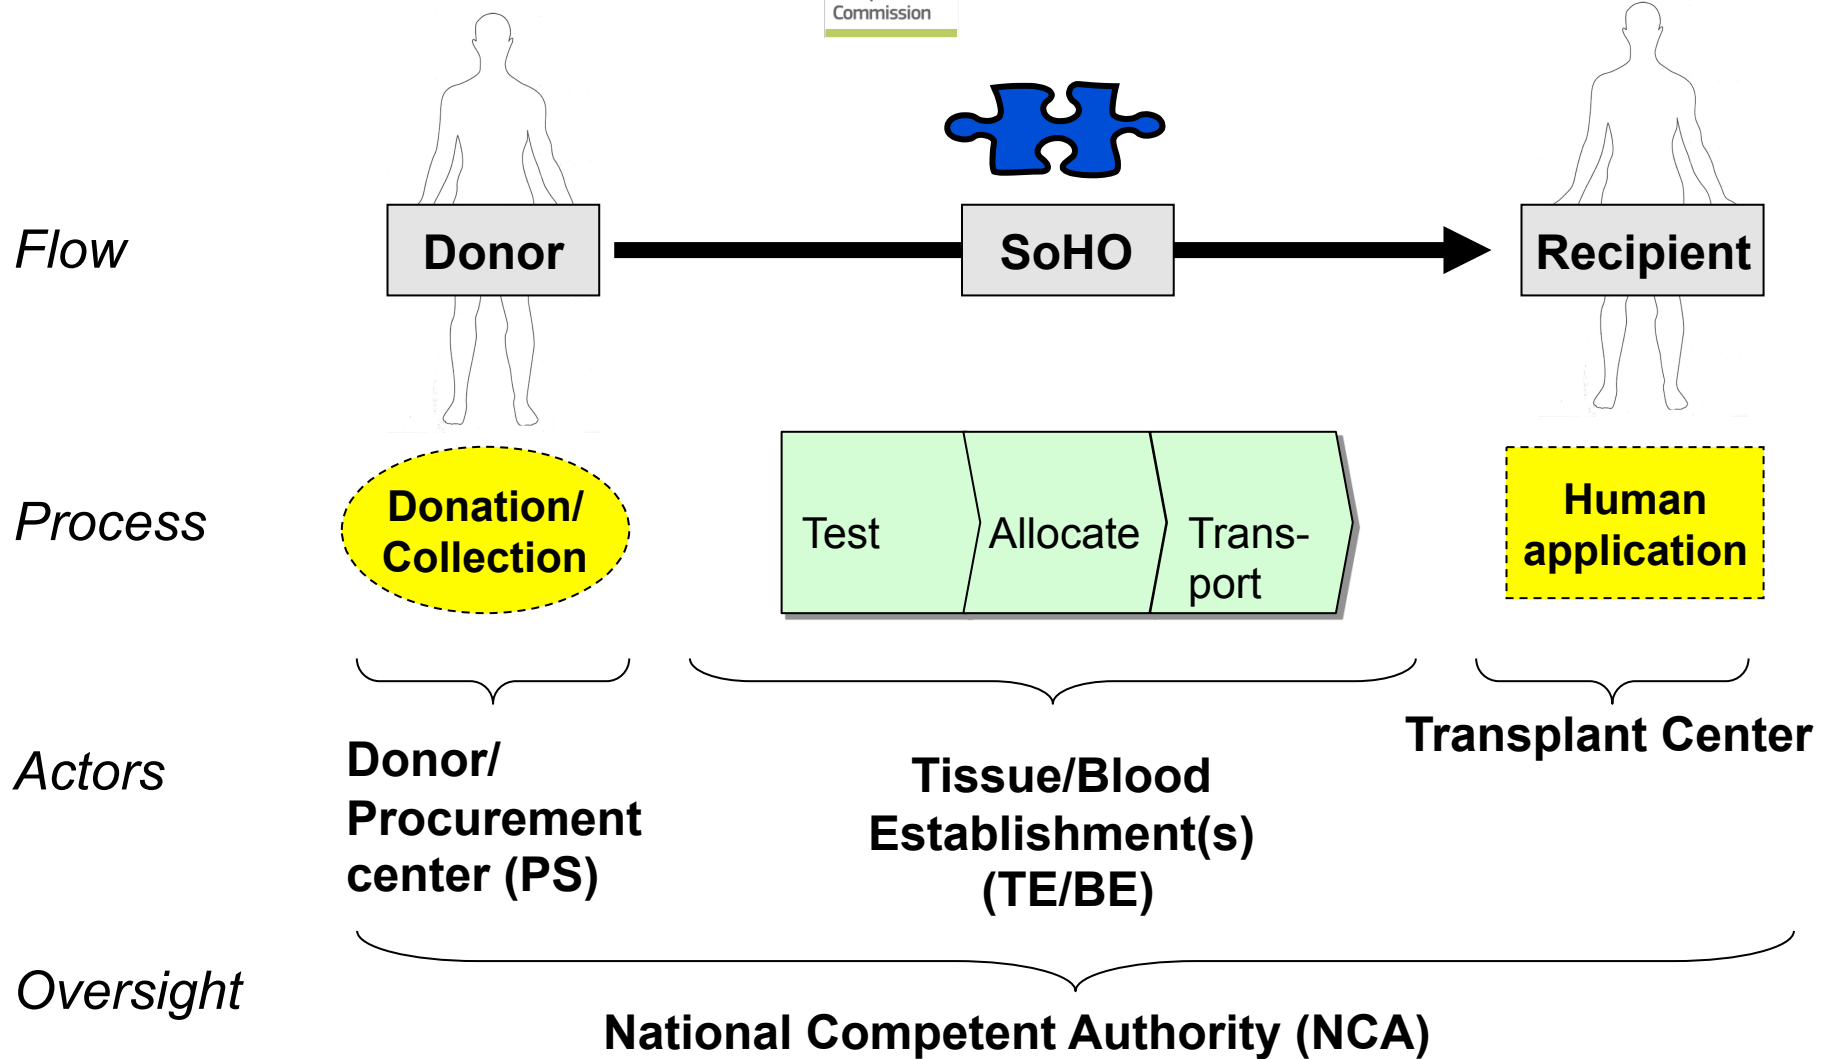 Commission
Flow
Donor
SoHO
Recipient
Process
Donation/
Collection
Test
Allocate
Trans-
port
Human
application
Actors
Donor/
Procurement
center (PS)
Tissue/Blood
Establishment(s)
(TE/BE)
Transplant Center
Oversight
National Competent Authority (NCA)